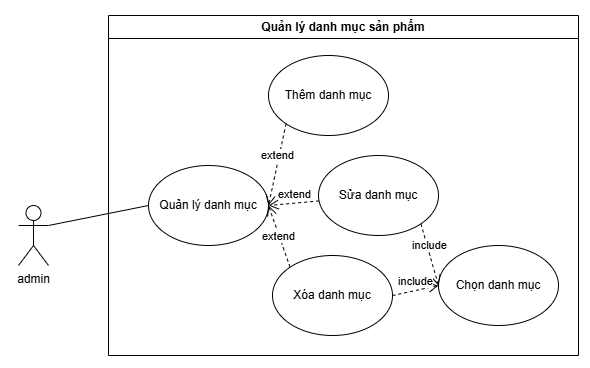 Quản lý danh mục sản phẩm
Thêm danh mục
extend
Quản lý danh mục
extend
Sửa danh mục
extend
include
admin
Xóa danh mục
include
Chọn danh mục